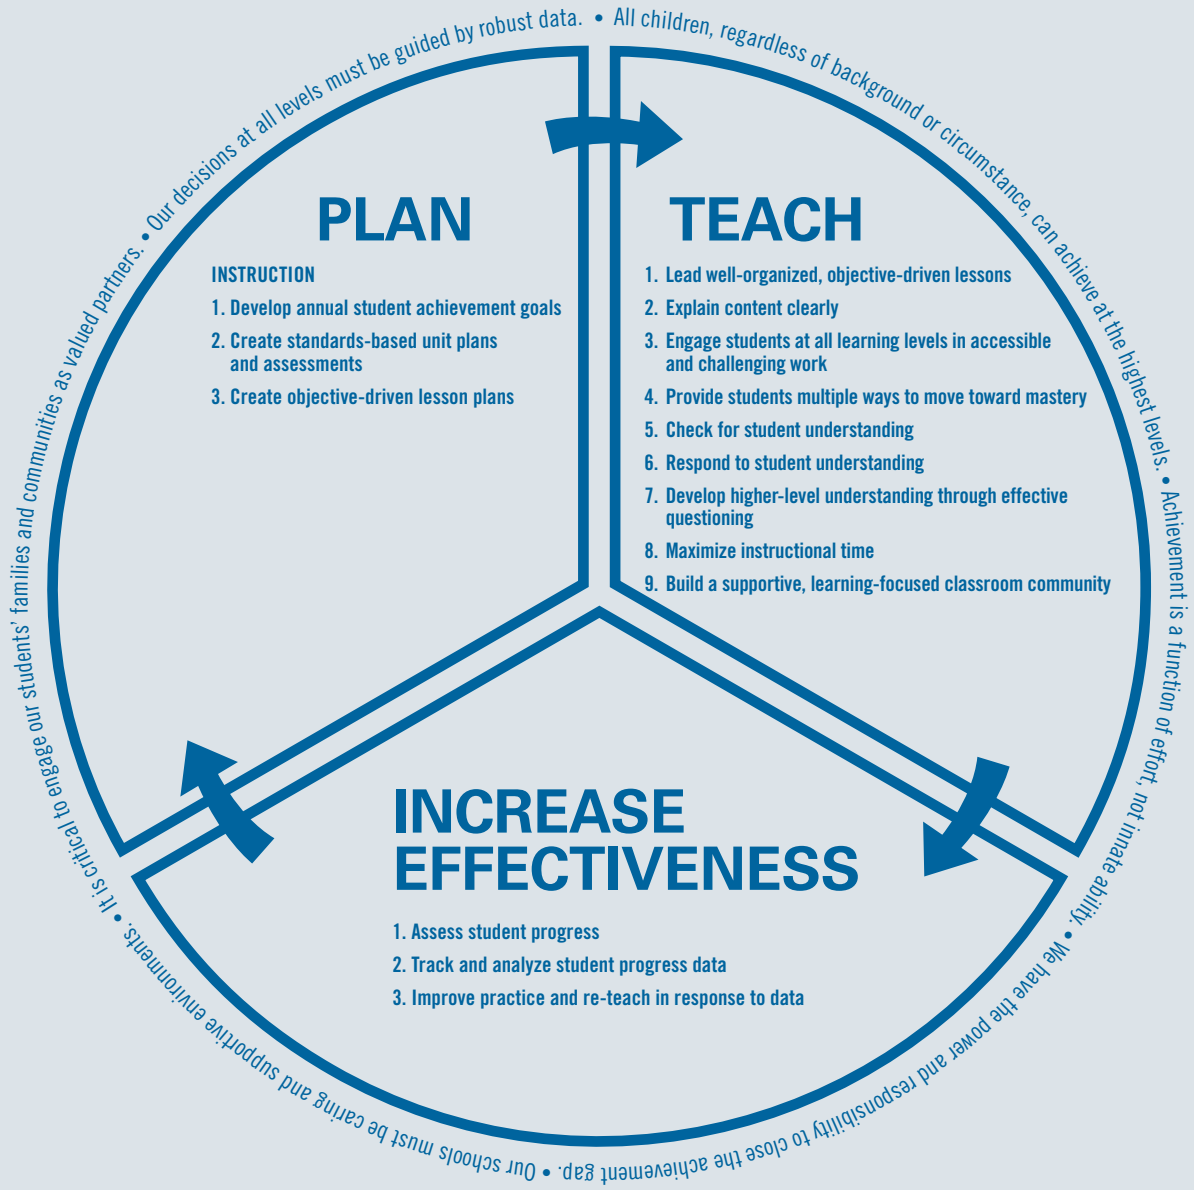 All children, regardless of background or circumstance, can achieve at the highest levels. • Achievement is a function of effort, not innate ability. • We have the power and responsibility to close the achievement gap. • Our schools must be caring and supportive environments. • It is critical to engage our students’ families and communities as valued partners. • Our decisions at all levels must be guided by robust data. •
PLAN
INSTRUCTION
1. Develop annual student achievement goals
2. Create standards-based unit plans
and assessments
3. Create objective-driven lesson plans
TEACH
1. Lead well-organized, objective-driven lessons
2. Explain content clearly
3. Engage students at all learning levels in accessible
and challenging work
4. Provide students multiple ways to move toward mastery
5. Check for student understanding
6. Respond to student understanding
7. Develop higher-level understanding through effective
questioning
8. Maximize instructional time
9. Build a supportive, learning-focused classroom community
INCREASE
EFFECTIVENESS
1. Assess student progress
2. Track and analyze student progress data
3. Improve practice and re-teach in response to data